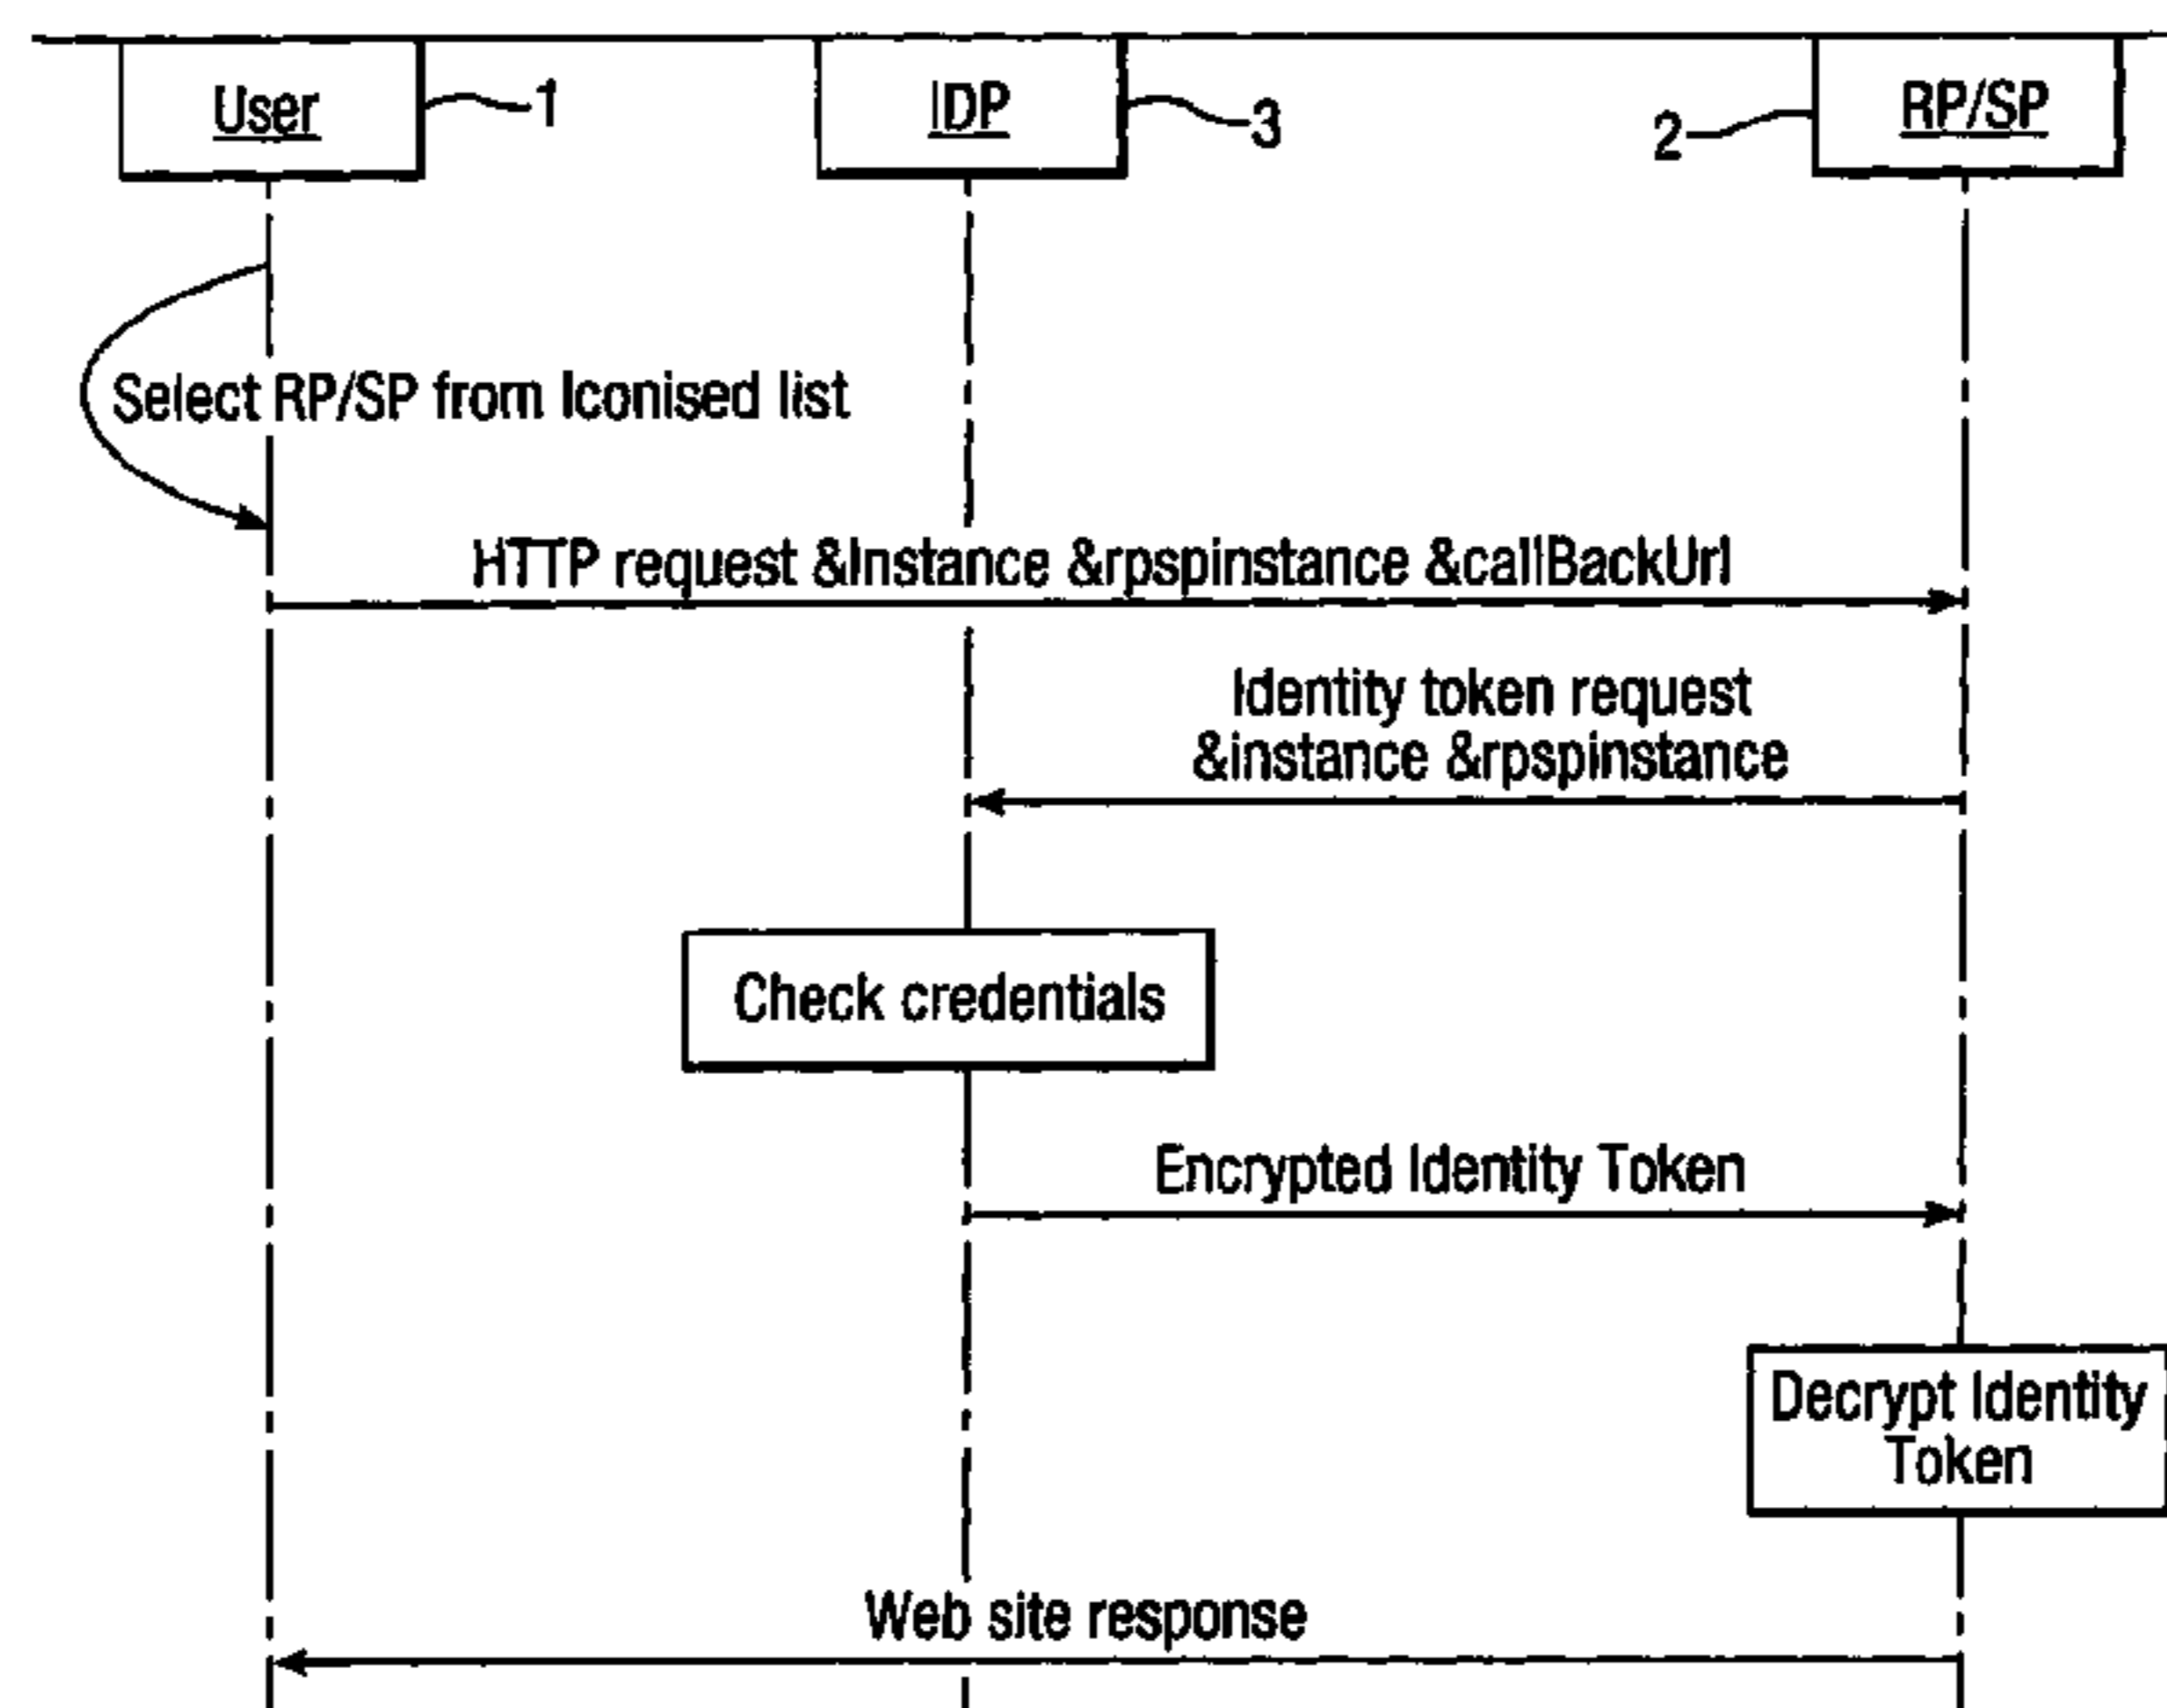 User
1
IDP
3
2
RP/SP
Select RP/SP from Iconised list
HTTP request &Instance &rpspinstance &callBackUrl
Identity token request
&instance &rpspinstance
Check credentials
Encrypted Identity Token
Decrypt Identity
Token
Web site response